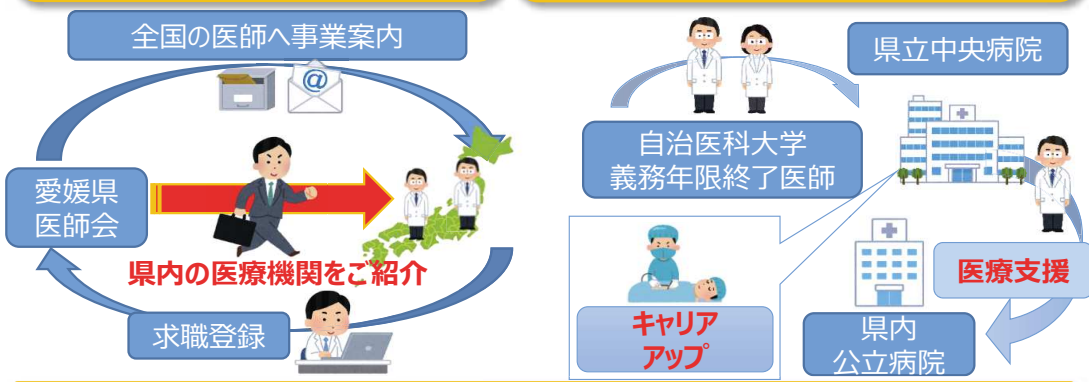 全国の医師へ事業案内
@
愛媛県
医師会
県内の医療機関をご紹介
求職登録
県立中央病院
自治医科大学
義務年限終了医師
キャリア
アップ
医療支援
県内
公立病院